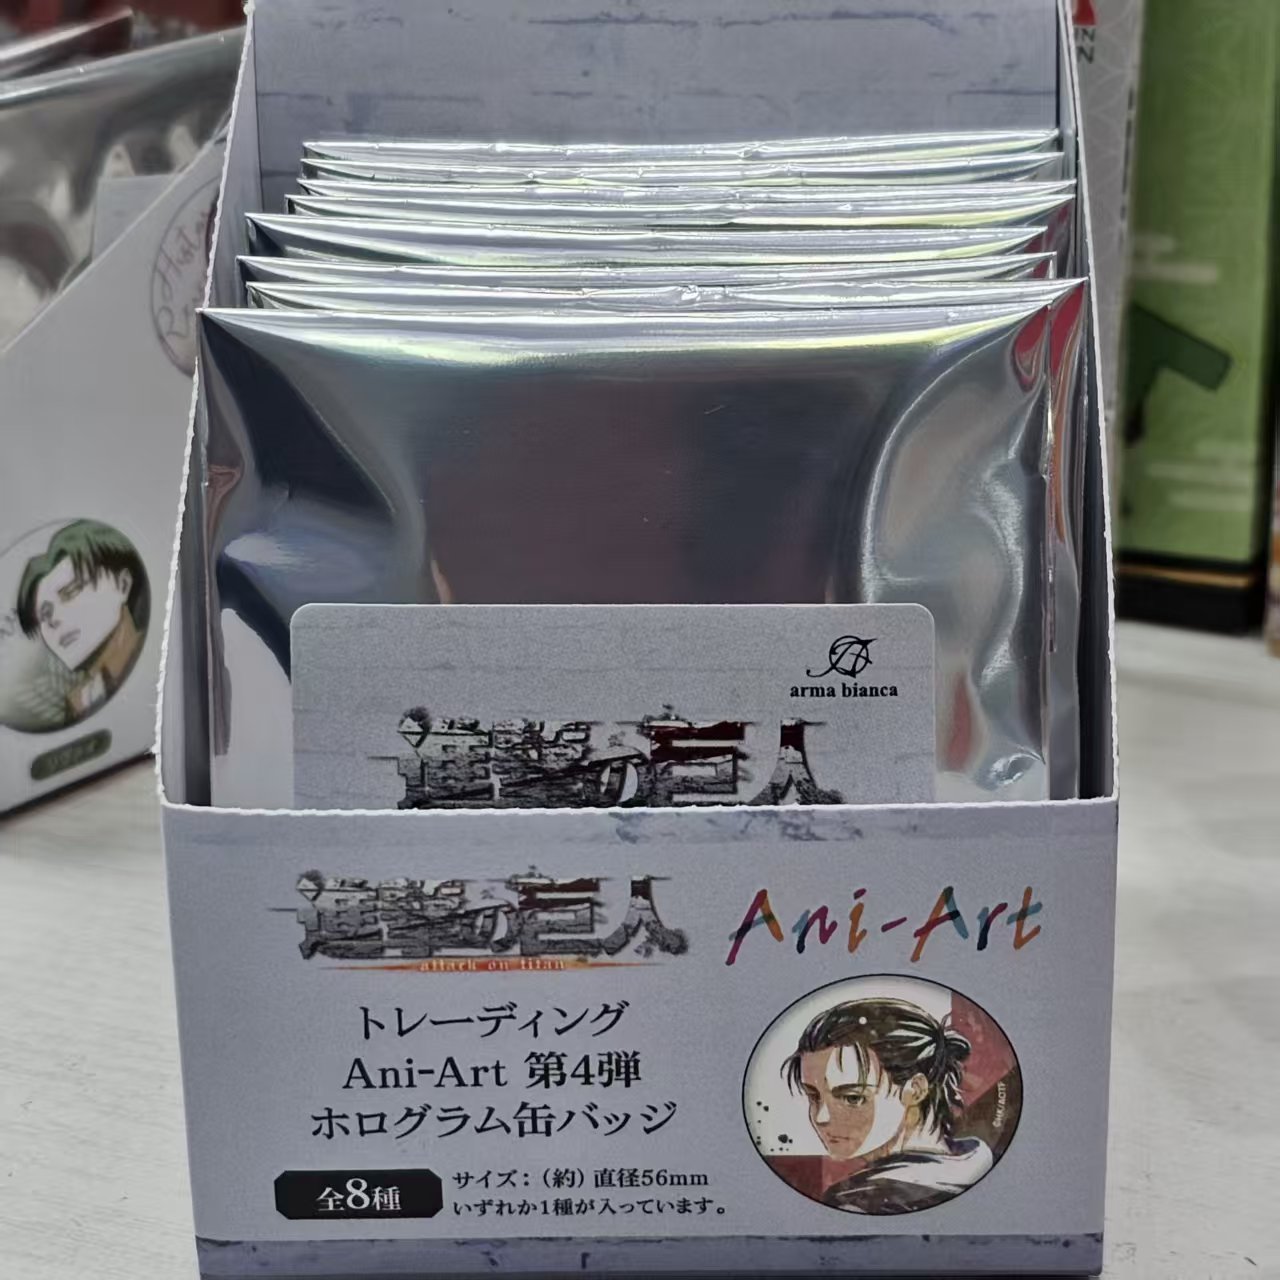 arma bianca
進撃の巨人
進撃の巨人
attack on titan
Ani-Art
トレーディング
Ani-Art 第4弾
ホログラム缶バッジ
全8種
サイズ：（約）直径56mm
いずれか1種が入っています。
©HK/AOTF